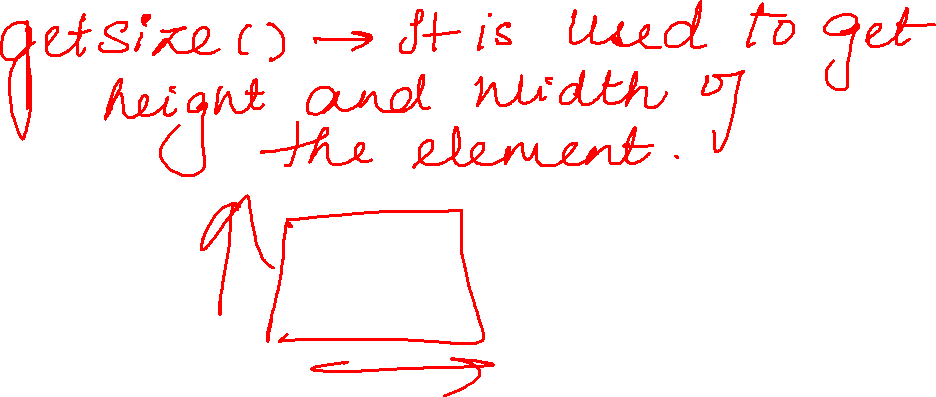 getsize() → It is used to get
height and width of
the element.